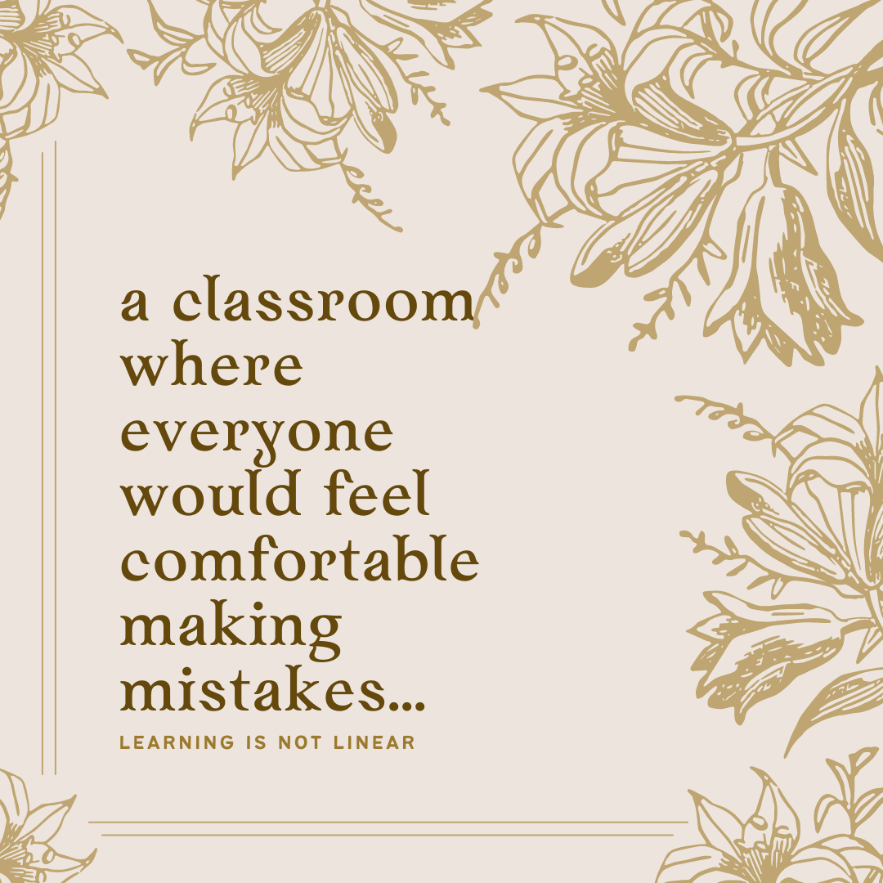 a classroom
where
everyone
would feel
comfortable
making
mistakes...
LEARNING IS NOT LINEAR